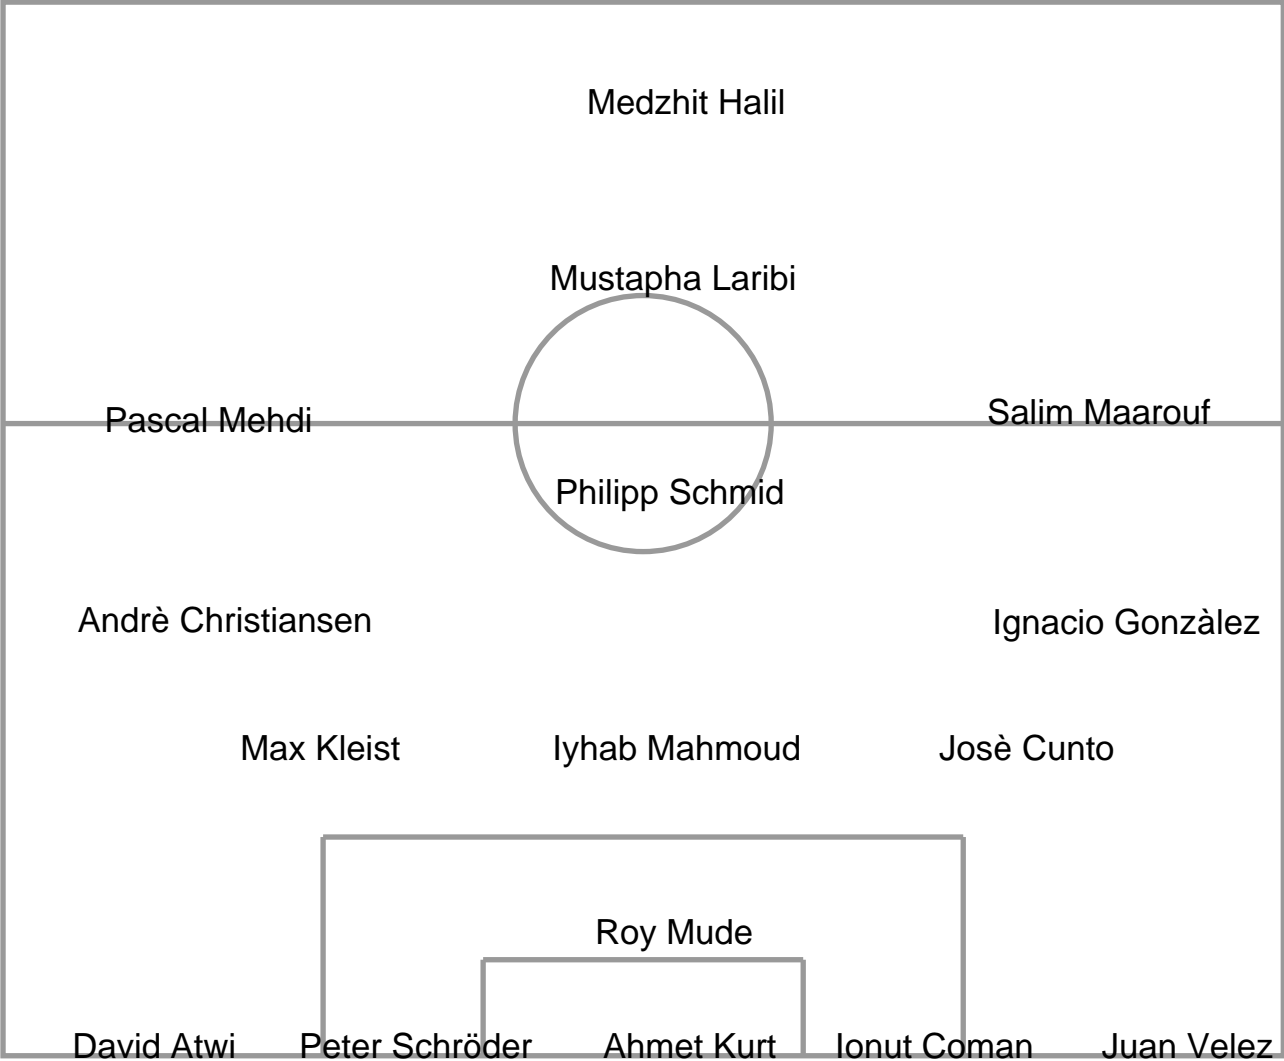 Medzhit Halil
Mustapha Laribi
Pascal Mehdi
Salim Maarouf
Philipp Schmid
Andrè Christiansen
Ignacio Gonzàlez
Max Kleist
Iyhab Mahmoud
Josè Cunto
Roy Mude
David Atwi
Peter Schröder
Ahmet Kurt
Ionut Coman
Juan Velez